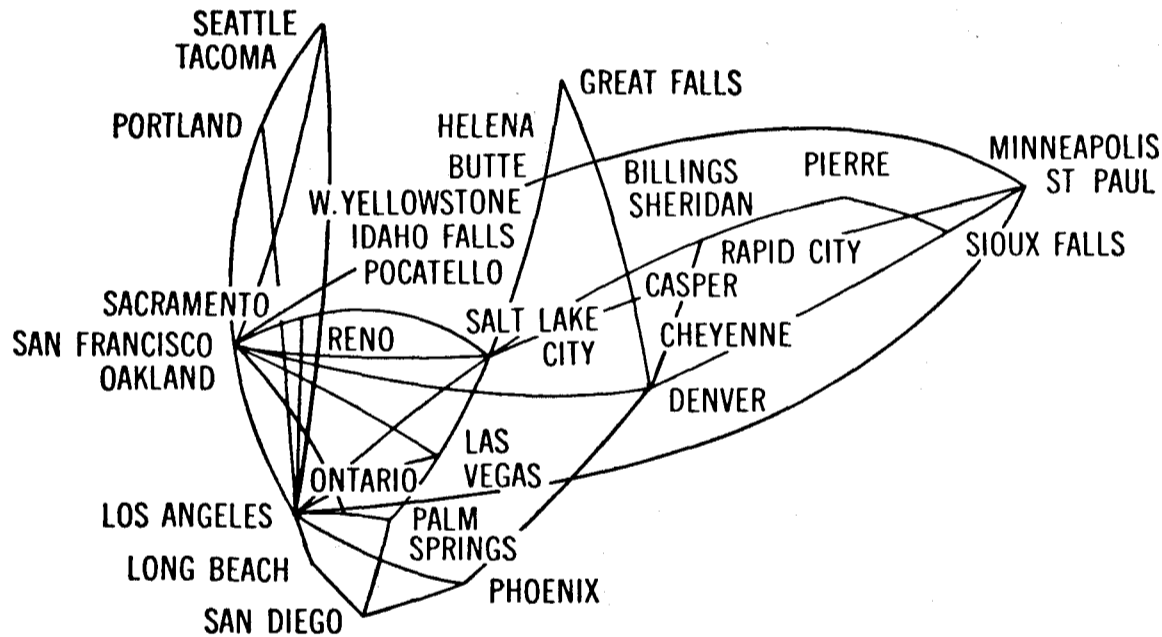 SEATTLE
TACOMA
GREAT FALLS
PORTLAND
HELENA
BUTTE
MINNEAPOLIS
ST PAUL
BILLINGS
SHERIDAN
PIERRE
W. YELLOWSTONE
IDAHO FALLS
POCATELLO
RAPID CITY
SIOUX FALLS
CASPER
SACRAMENTO
SAN FRANCISCO
OAKLAND
RENO
SALT LAKE
CITY
CHEYENNE
DENVER
LAS
VEGAS
ONTARIO
LOS ANGELES
PALM
SPRINGS
LONG BEACH
PHOENIX
SAN DIEGO